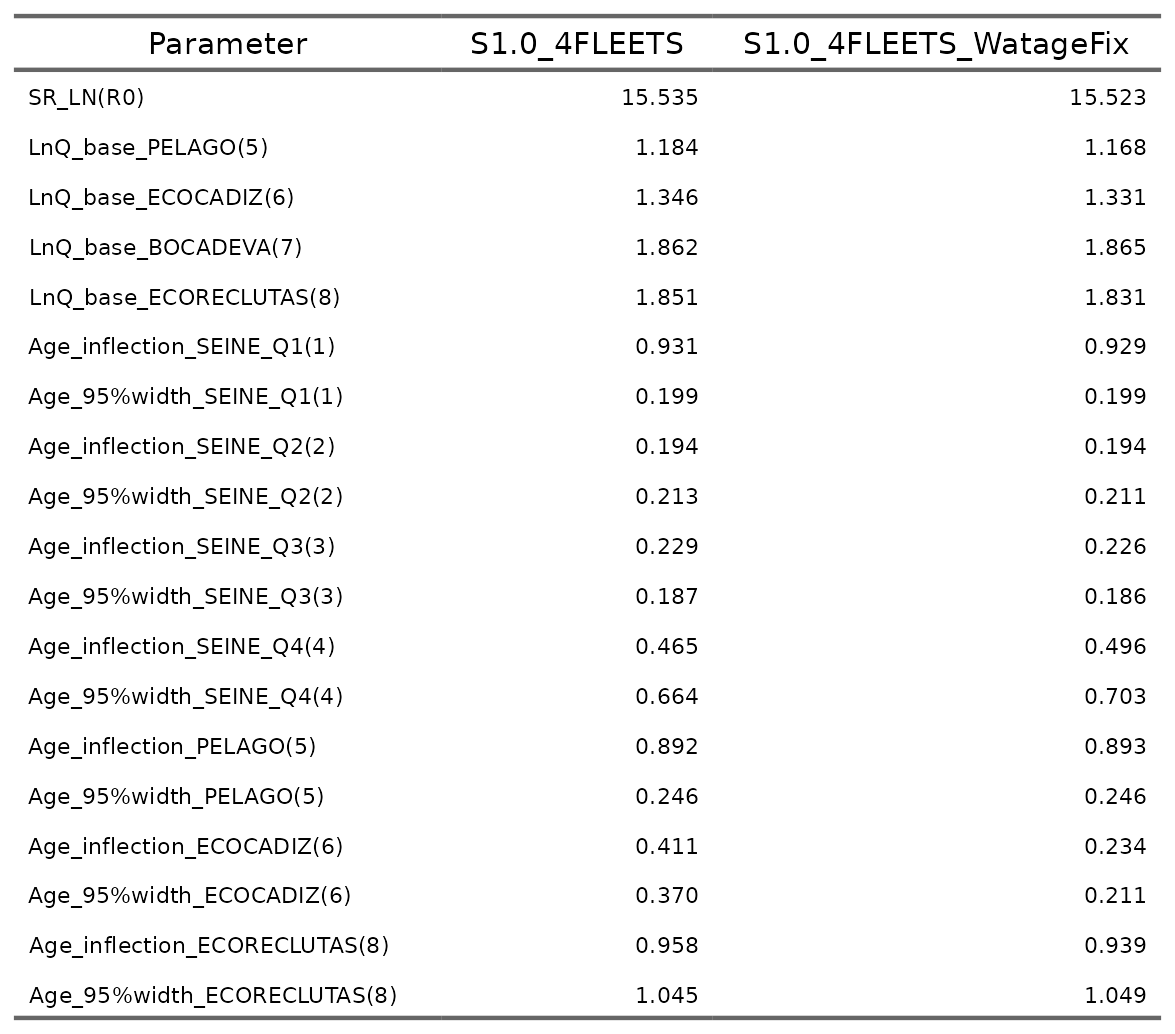 Parameter S1.0_4FLEETS S1.0_4FLEETS_WatageFix
SR_LN(R0) 15.535 15.523
LnQ_base_PELAGO(5) 1.184 1.168
LnQ_base_ECOCADIZ(6) 1.346 1.331
LnQ_base_BOCADEVA(7) 1.862 1.865
LnQ_base_ECORECLUTAS(8) 1.851 1.831
Age_inflection_SEINE_Q1(1) 0.931 0.929
Age_95%width_SEINE_Q1(1) 0.199 0.199
Age_inflection_SEINE_Q2(2) 0.194 0.194
Age_95%width_SEINE_Q2(2) 0.213 0.211
Age_inflection_SEINE_Q3(3) 0.229 0.226
Age_95%width_SEINE_Q3(3) 0.187 0.186
Age_inflection_SEINE_Q4(4) 0.465 0.496
Age_95%width_SEINE_Q4(4) 0.664 0.703
Age_inflection_PELAGO(5) 0.892 0.893
Age_95%width_PELAGO(5) 0.246 0.246
Age_inflection_ECOCADIZ(6) 0.411 0.234
Age_95%width_ECOCADIZ(6) 0.370 0.211
Age_inflection_ECORECLUTAS(8) 0.958 0.939
Age_95%width_ECORECLUTAS(8) 1.045 1.049